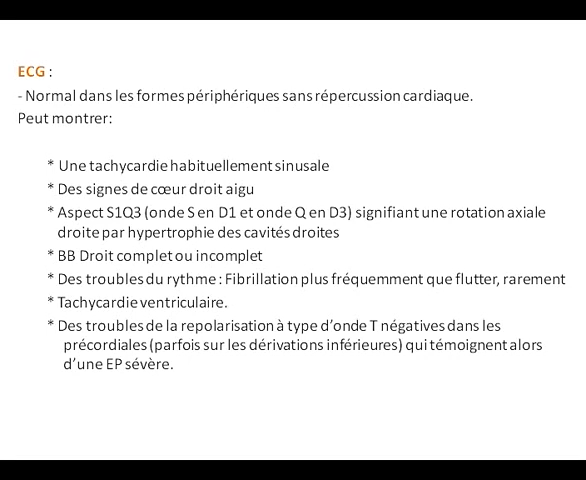 ECG :
- Normal dans les formes périphériques sans répercussion cardiaque.
Peut montrer:
* Une tachycardie habituellement sinusale
* Des signes de cœur droit aigu
* Aspect S1Q3 (onde S en D1 et onde Q en D3) signifiant une rotation axiale
droite par hypertrophie des cavités droites
* BB Droit complet ou incomplet
* Des troubles du rythme : Fibrillation plus fréquemment que flutter, rarement
* Tachycardie ventriculaire.
* Des troubles de la repolarisation à type d’onde T négatives dans les
précordiales (parfois sur les dérivations inférieures) qui témoignent alors
d’une EP sévère.